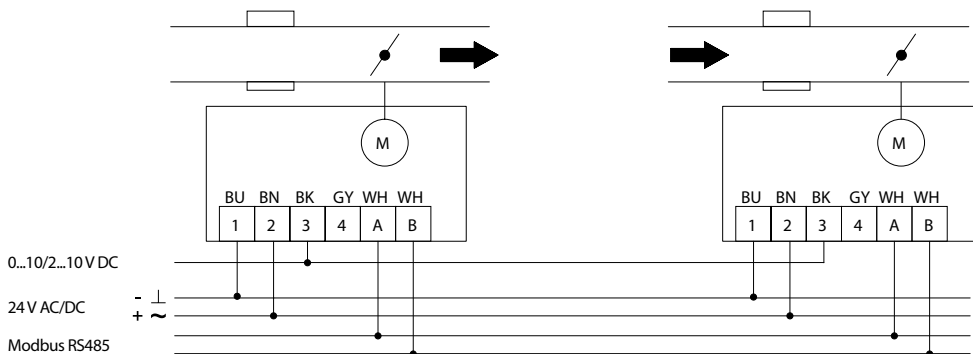 M M
BU BN BK GY WH WH BU BN BK GY WH WH
1 2 3 4 A B 1 2 3 4 A B
0...10/2...10 V DC
-
24 V AC/DC
+ ~
Modbus RS485